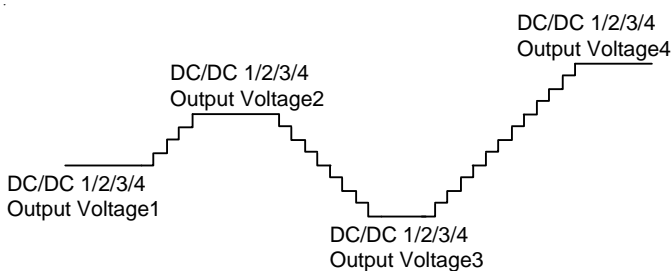 DC/DC 1/2/3/4
Output Voltage4
DC/DC 1/2/3/4
Output Voltage2
DC/DC 1/2/3/4
Output Voltage1
DC/DC 1/2/3/4
Output Voltage3